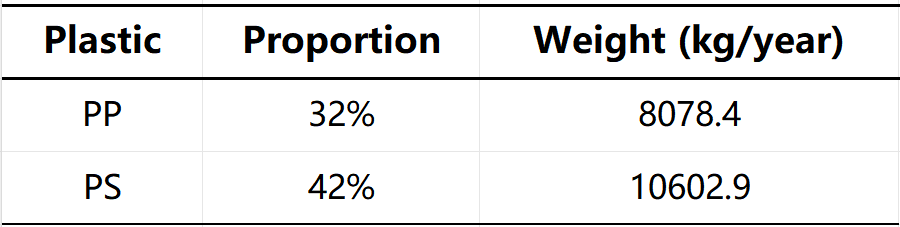 Plastic Proportion Weight (kg/year)
PP 32% 8078.4
PS 42% 10602.9